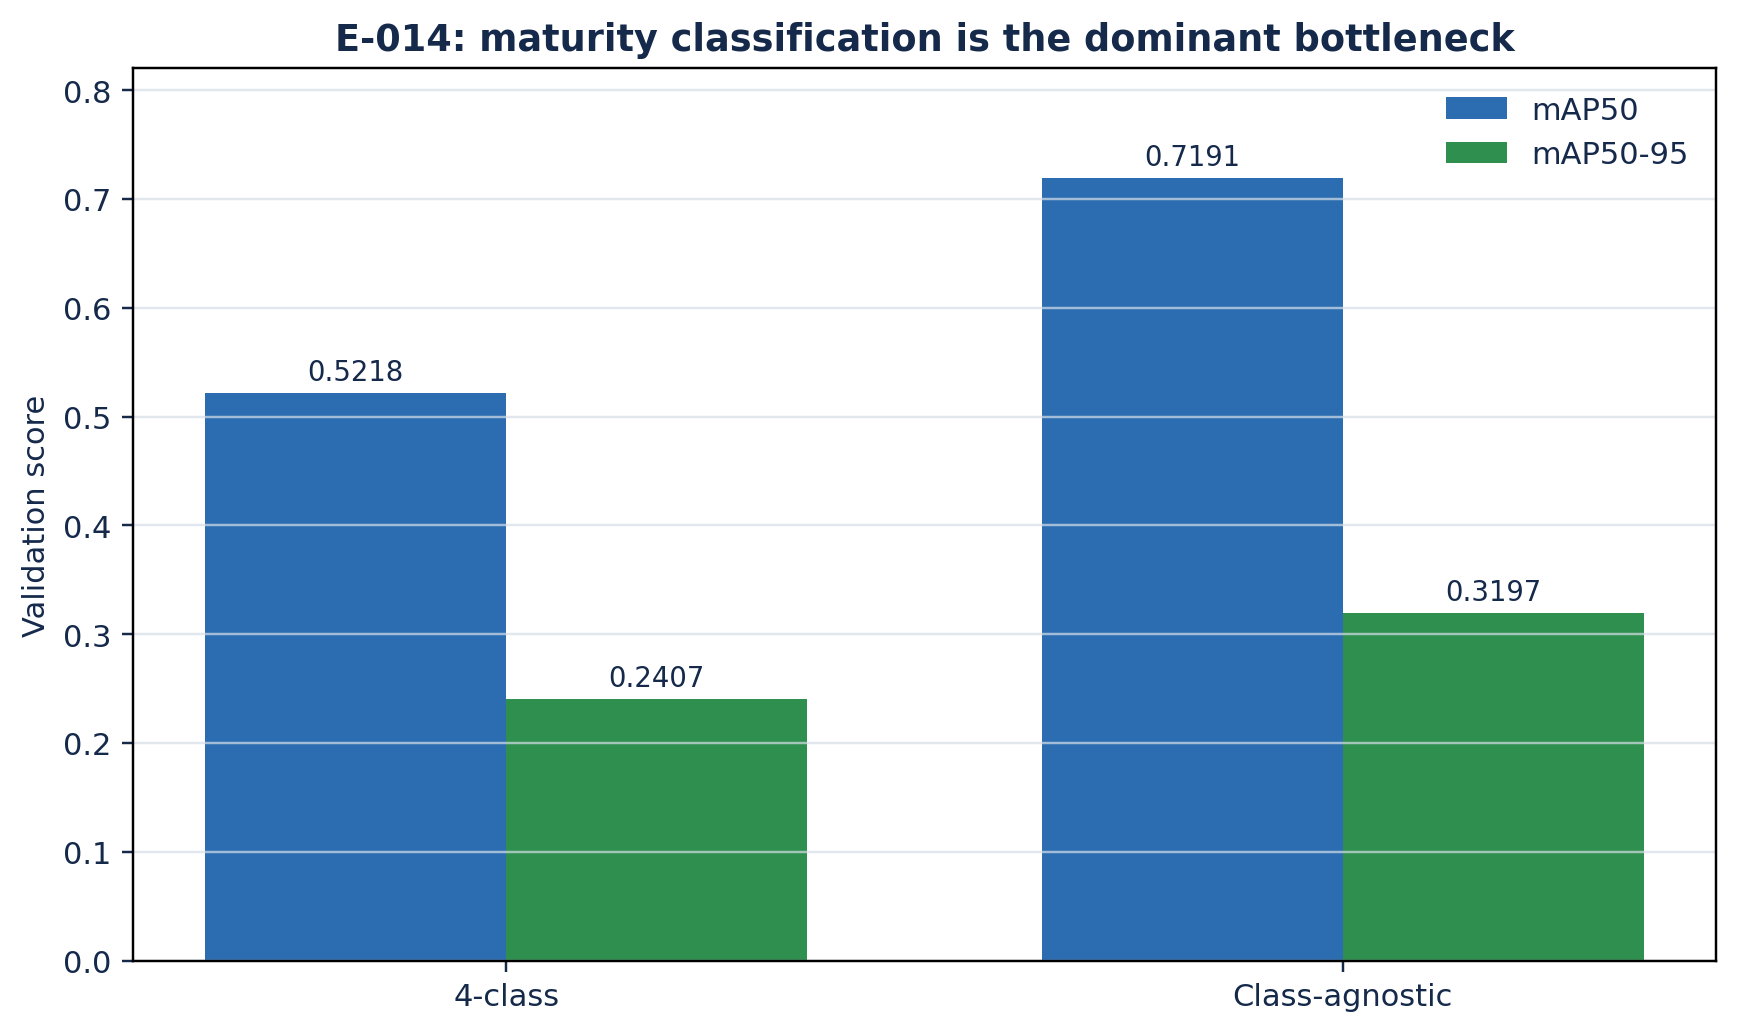 E-014: maturity classification is the dominant bottleneck
mAP50
mAP50-95
Validation score
0.8
0.7
0.6
0.5
0.4
0.3
0.2
0.1
0.0
0.5218
0.2407
0.7191
0.3197
4-class
Class-agnostic